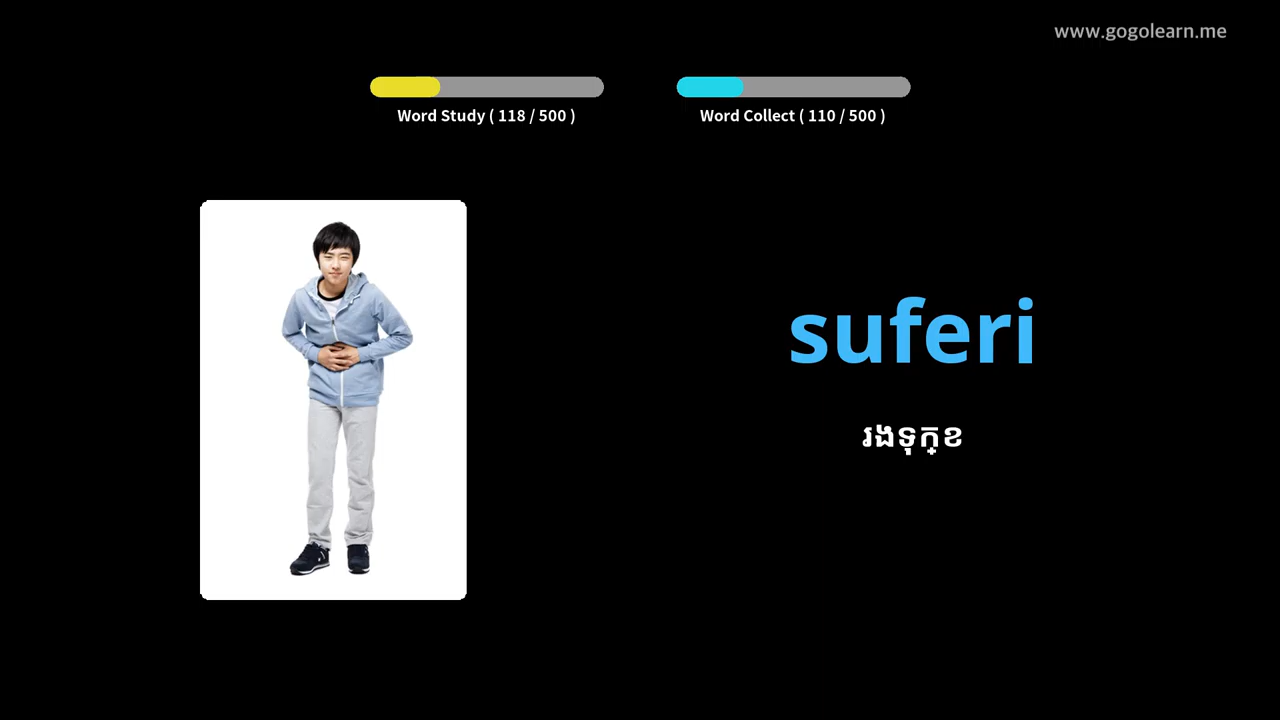 www.gogolearn.me
Word Study ( 118 / 500 )
Word Collect ( 110 / 500 )
suferi
រងទុក្ខ